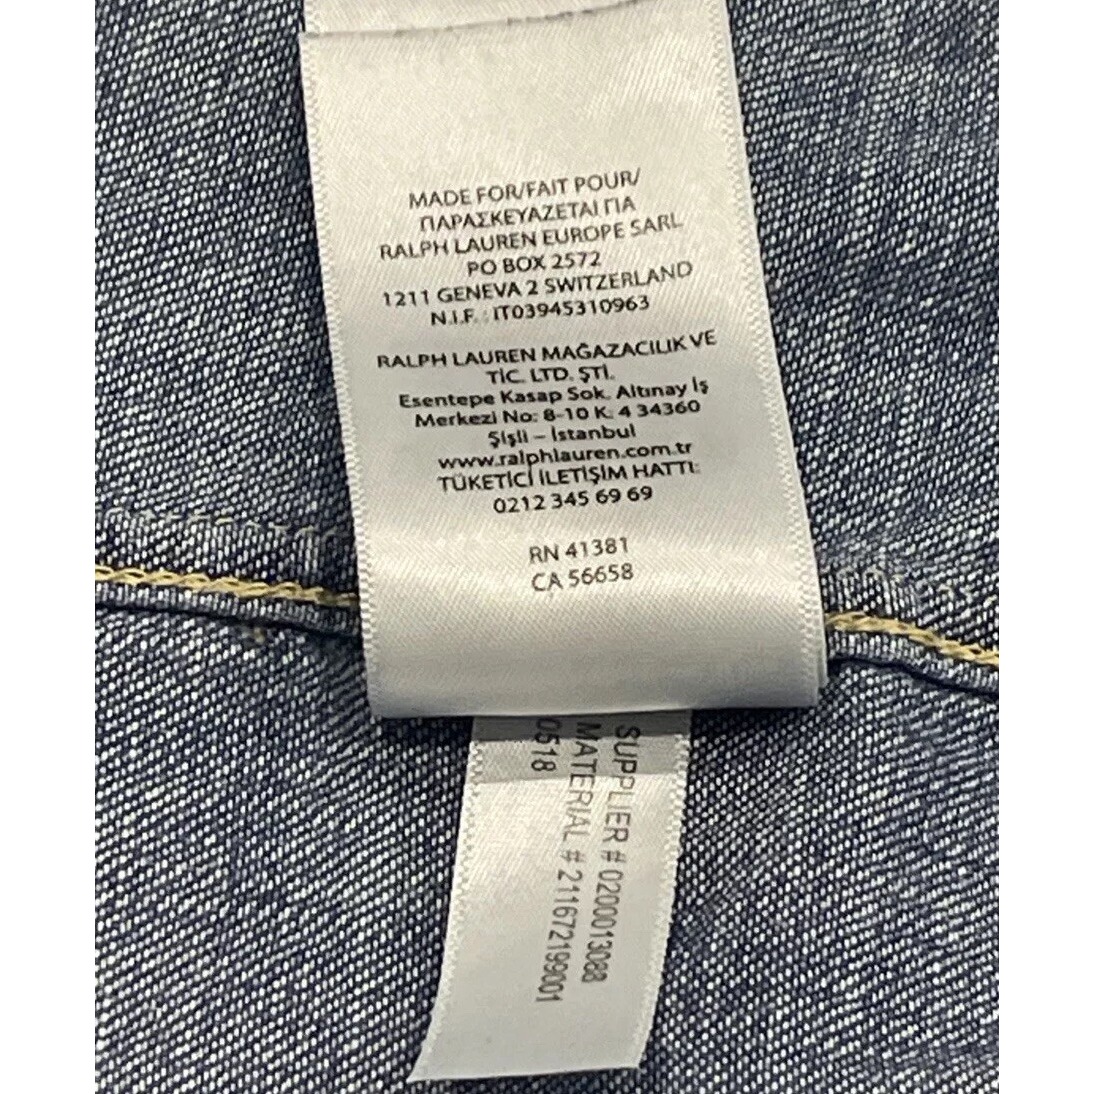 MADE FOR/FAIT POUR/
ΠΑΡΑΣΚΕΥΑΖΕΤΑΙ ΓΙΑ
RALPH LAUREN EUROPE SARL
PO BOX 2572
1211 GENEVA 2 SWITZERLAND
N.I.F. : IT03945310963
RALPH LAUREN MAĞAZACILIK VE
TİC. LTD. ŞTİ.
Esentepe Kasap Sok. Altınay İş
Merkezi No: 8-10 K: 4 34360
Şişli – İstanbul
www.ralphlauren.com.tr
TÜKETİCİ İLETİŞİM HATTI:
0212 345 69 69
RN 41381
CA 56658
SUPPLIER # 0200013088
MATERIAL # 211672199001
0518